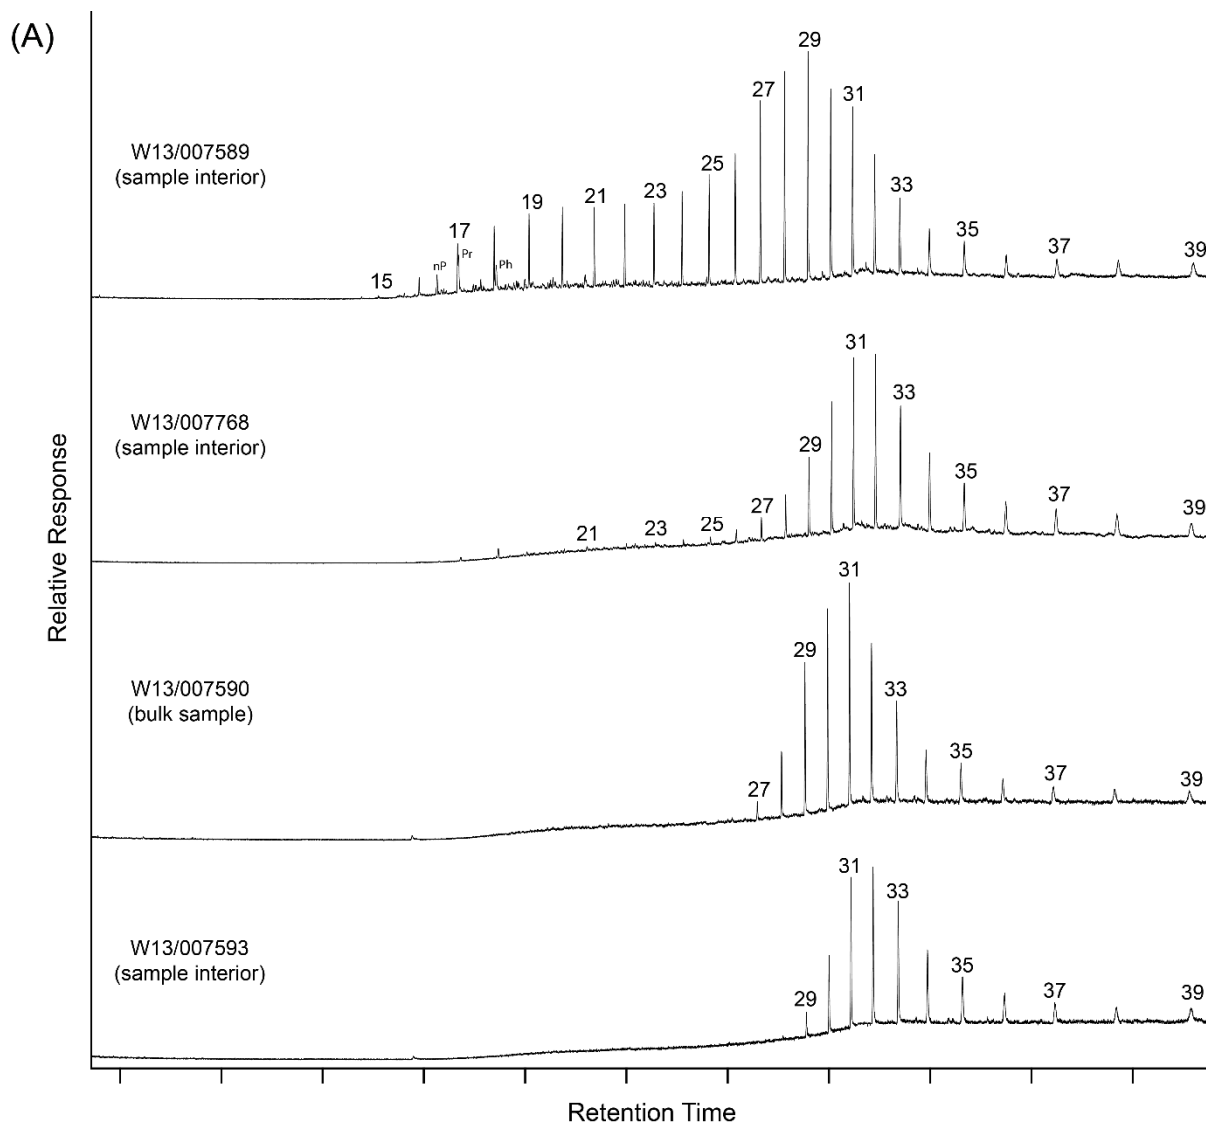 (A)
29
27
31
W13/007589
(sample interior)
25
33
19
21
23
17
nP
Pr
Ph
15
35
37
39
31
W13/007768
(sample interior)
33
29
35
27
21
23
25
37
39
31
W13/007590
(bulk sample)
29
33
27
35
37
39
31
33
W13/007593
(sample interior)
29
35
37
39
Relative Response
Retention Time